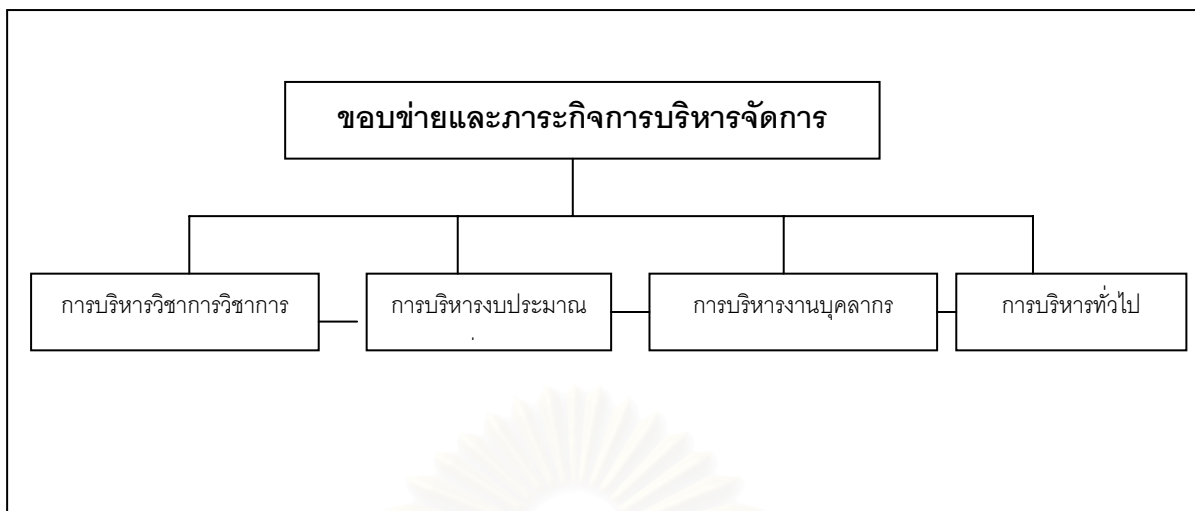 ขอบข่ายและภาระกิจการบริหารจัดการ
การบริหารวิชาการวิชาการ
การบริหารงบประมาณ
การบริหารงานบุคลากร
การบริหารทั่วไป